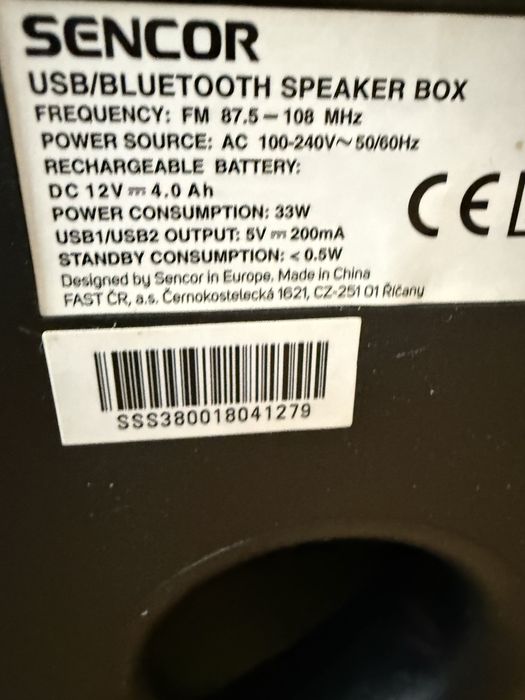 SENCOR
USB/BLUETOOTH SPEAKER BOX
FREQUENCY: FM 87.5 – 108 MHz
POWER SOURCE: AC 100-240V~ 50/60Hz
RECHARGEABLE BATTERY:
DC 12V ⎓ 4.0 Ah
POWER CONSUMPTION: 33W
USB1/USB2 OUTPUT: 5V ⎓ 200mA
STANDBY CONSUMPTION: < 0.5W
Designed by Sencor in Europe, Made in China
FAST ČR, a.s. Černokostelecká 1621, CZ-251 01 Říčany
CE
SSS380018041279